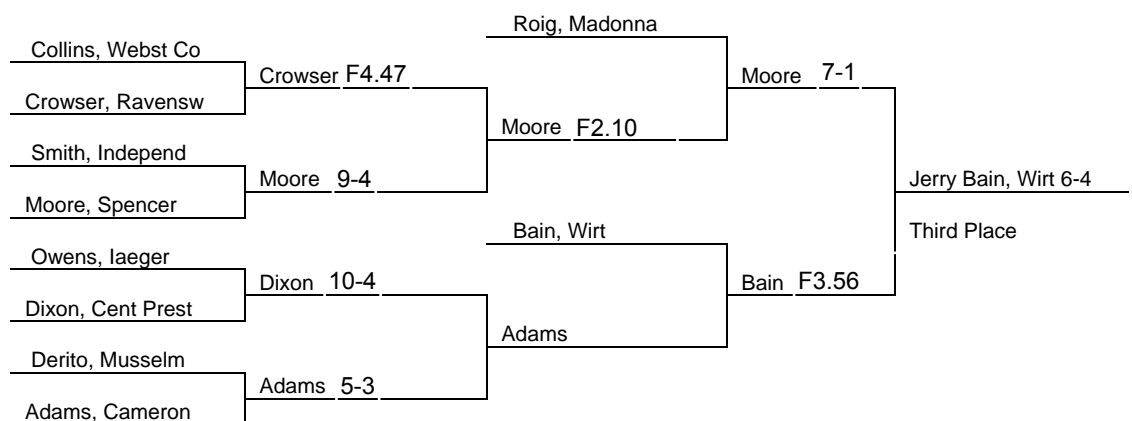 Roig, Madonna
Collins, Webst Co
Crowser F4.47
Moore 7-1
Crowser, Ravensw
Moore F2.10
Smith, Independ
Moore 9-4
Jerry Bain, Wirt 6-4
Moore, Spencer
Bain, Wirt
Third Place
Owens, Iaeger
Dixon 10-4
Bain F3.56
Dixon, Cent Prest
Adams
Derito, Musselm
Adams 5-3
Adams, Cameron